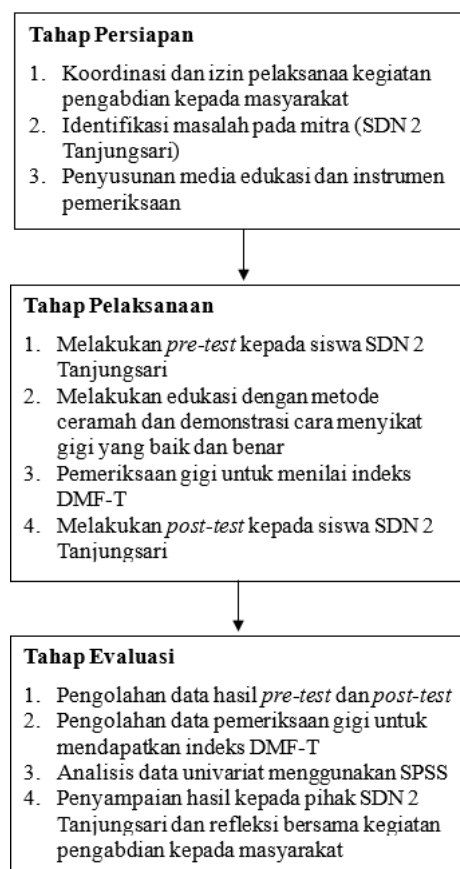 Tahap Persiapan
1. Koordinasi dan izin pelaksanaa kegiatan
pengabdian kepada masyarakat
2. Identifikasi masalah pada mitra (SDN 2
Tanjungsari)
3. Penyusunan media edukasi dan instrumen
pemeriksaan
Tahap Pelaksanaan
1. Melakukan pre-test kepada siswa SDN 2
Tanjungsari
2. Melakukan edukasi dengan metode
ceramah dan demonstrasi cara menyikat
gigi yang baik dan benar
3. Pemeriksaan gigi untuk menilai indeks
DMF-T
4. Melakukan post-test kepada siswa SDN 2
Tanjungsari
Tahap Evaluasi
1. Pengolahan data hasil pre-test dan post-test
2. Pengolahan data pemeriksaan gigi untuk
mendapatkan indeks DMF-T
3. Analisis data univariat menggunakan SPSS
4. Penyampaian hasil kepada pihak SDN 2
Tanjungsari dan refleksi bersama kegiatan
pengabdian kepada masyarakat